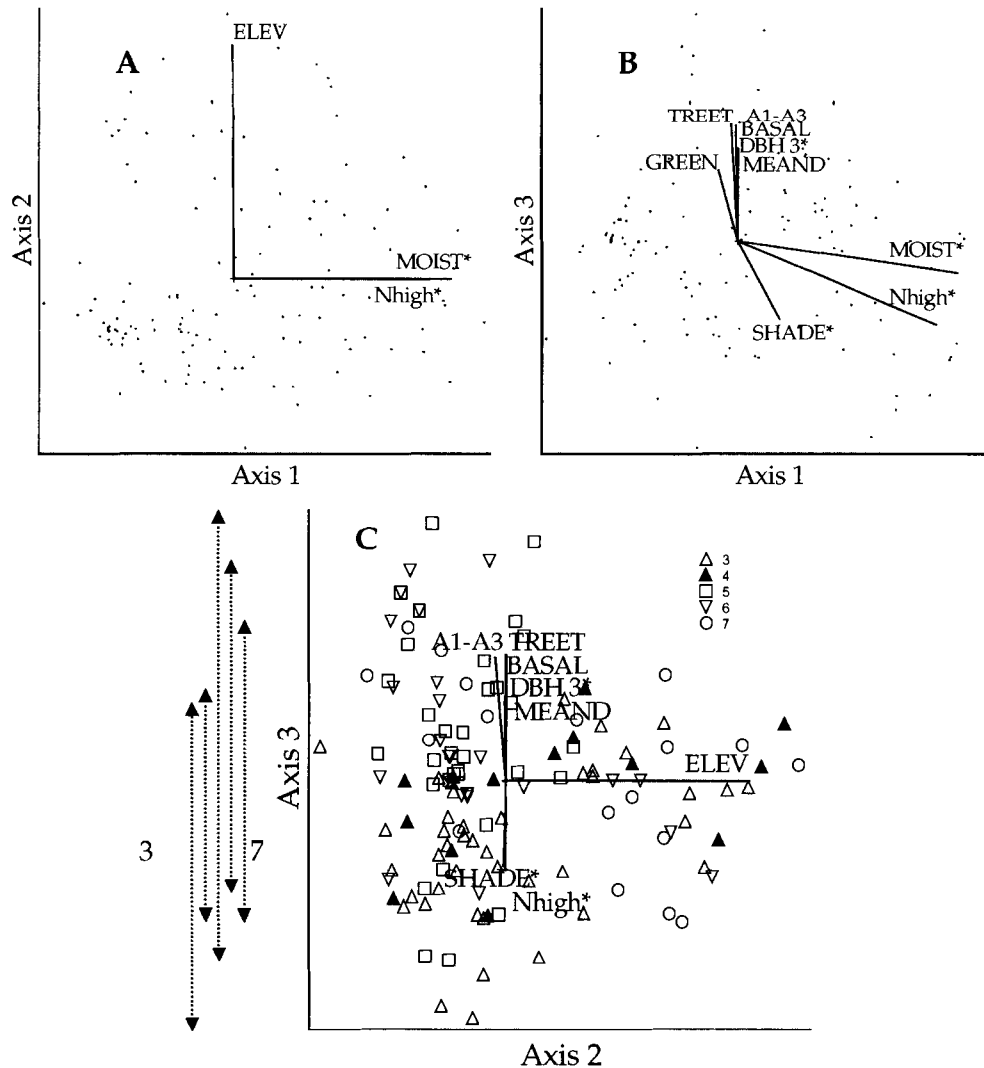 A
ELEV
MOIST*
Nhigh*
Axis 2
Axis 1
B
TREET A1-A3
BASAL
DBH 3*
GREEN MEAND
MOIST*
Nhigh*
SHADE*
Axis 3
Axis 1
C
3
4
5
6
7
A1-A3 TREET
BASAL
DBH 3*
MEAND
ELEV
SHADE*
Nhigh*
Axis 3
3 7
Axis 2